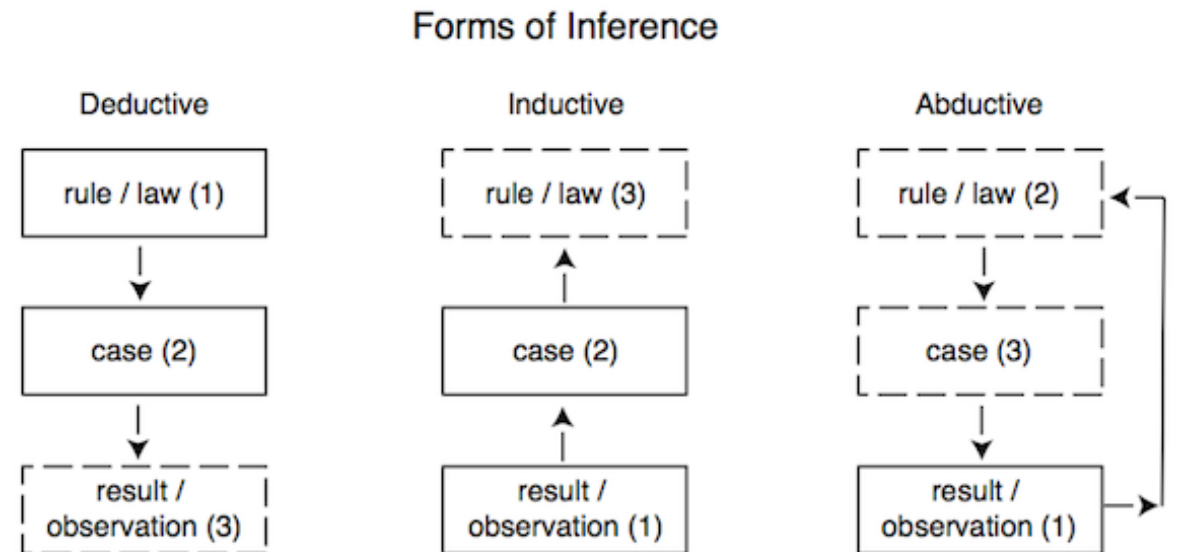 Forms of Inference
Deductive
Inductive
Abductive
rule / law (1)
rule / law (3)
rule / law (2)
case (2)
case (2)
case (3)
result /
observation (3)
result /
observation (1)
result /
observation (1)